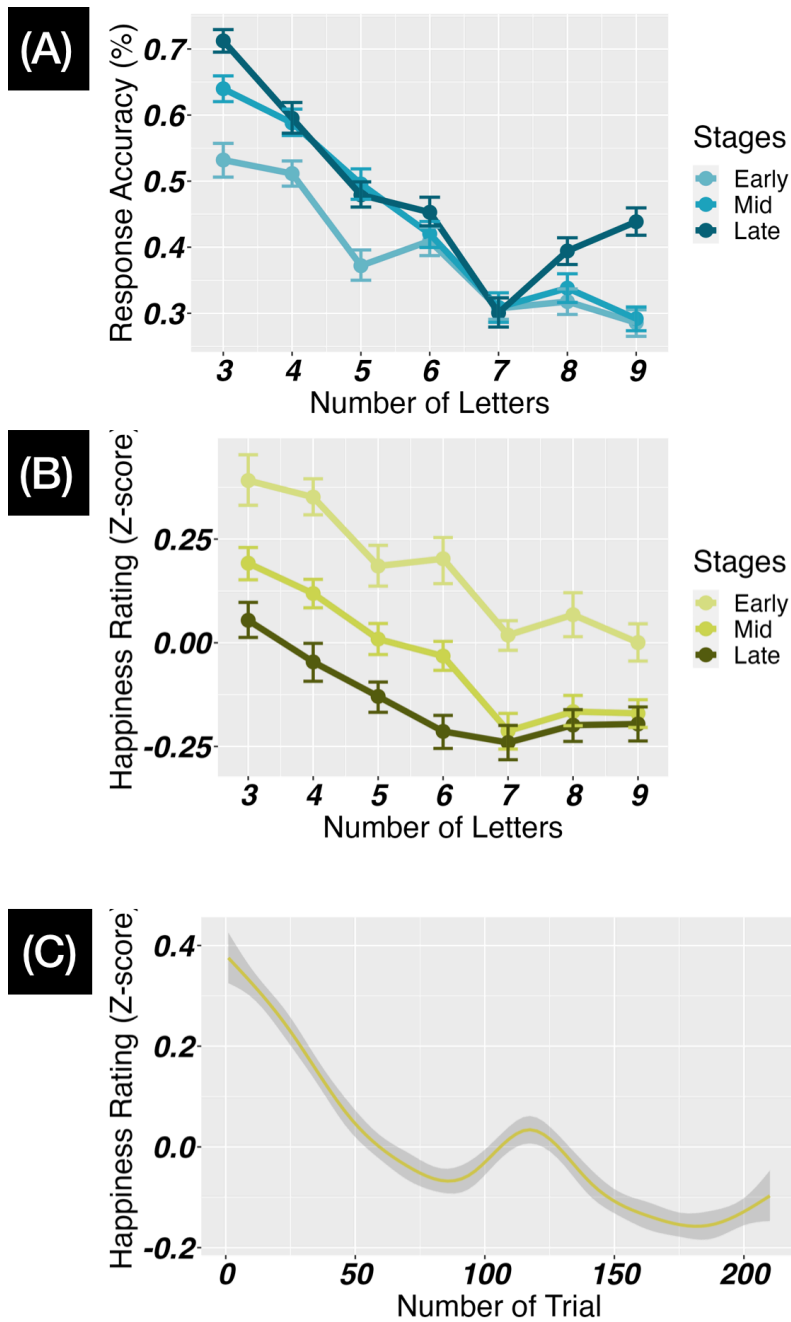 (A)
Response Accuracy (%)
0.7
0.6
0.5
0.4
0.3
3 4 5 6 7 8 9
Number of Letters
Stages
Early
Mid
Late
(B)
Happiness Rating (Z-score)
0.25
0.00
-0.25
3 4 5 6 7 8 9
Number of Letters
Stages
Early
Mid
Late
(C)
Happiness Rating (Z-score)
0.4
0.2
0.0
-0.2
0 50 100 150 200
Number of Trial